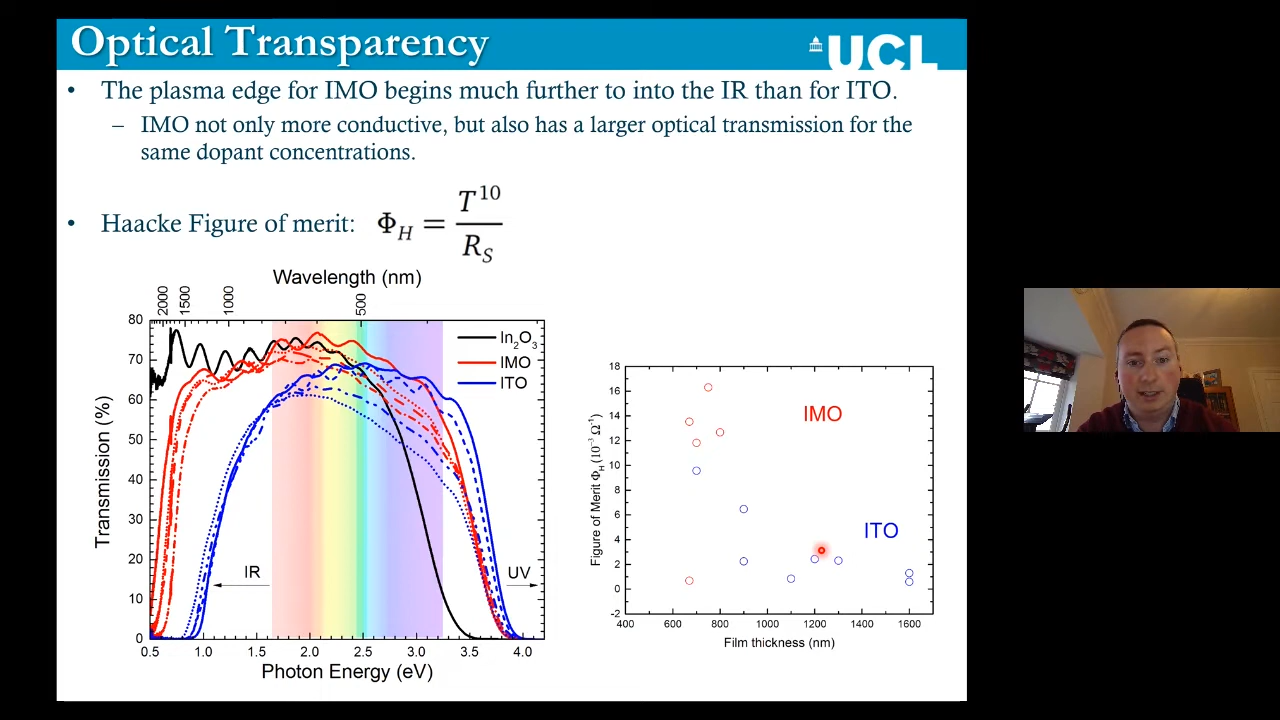 Optical Transparency
UCL
• The plasma edge for IMO begins much further to into the IR than for ITO.
– IMO not only more conductive, but also has a larger optical transmission for the
same dopant concentrations.
• Haacke Figure of merit: Φ_H = T^10 / R_S
Wavelength (nm)
2000 1500 1000 500
80
70
60
50
40
30
20
10
0
Transmission (%)
In₂O₃
IMO
ITO
IR
UV
0.5 1.0 1.5 2.0 2.5 3.0 3.5 4.0
Photon Energy (eV)
18
16
14
12
10
8
6
4
2
0
-2
Figure of Merit Φ_H (10⁻³ Ω⁻¹)
IMO
ITO
400 600 800 1000 1200 1400 1600
Film thickness (nm)